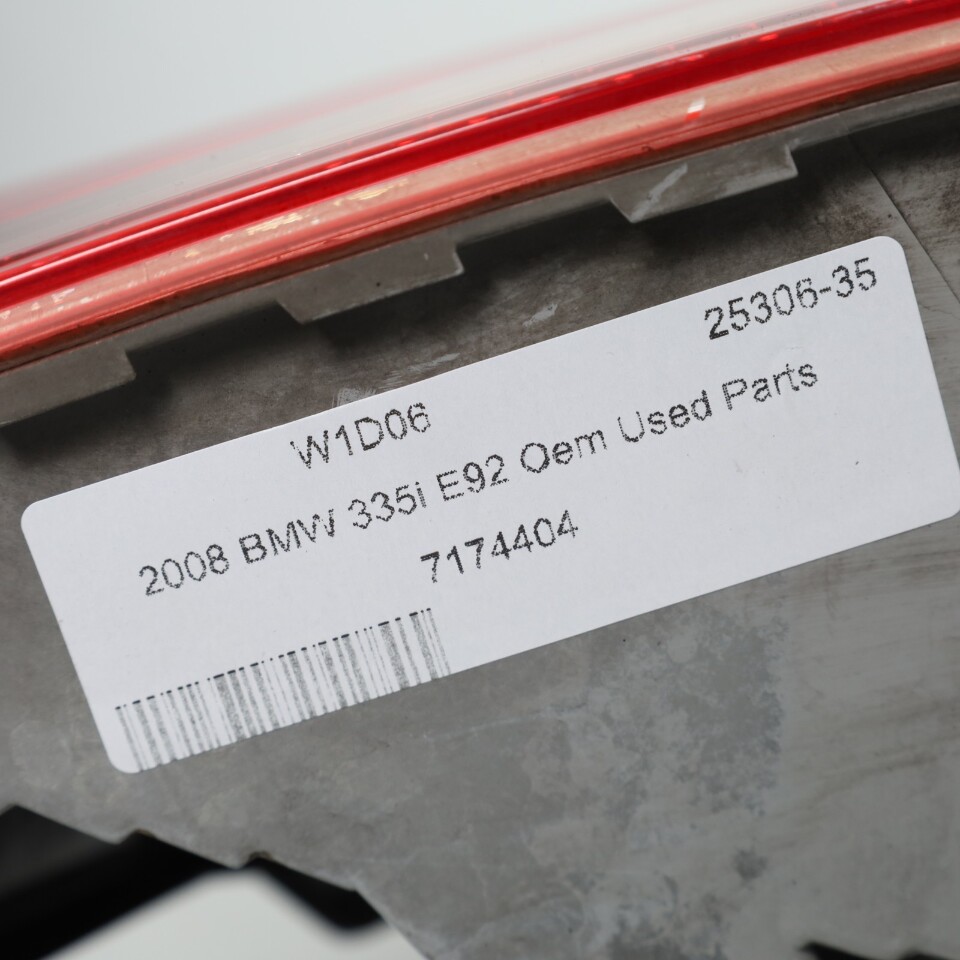 25306-35
W1D06
2008 BMW 335i E92 Oem Used Parts
7174404